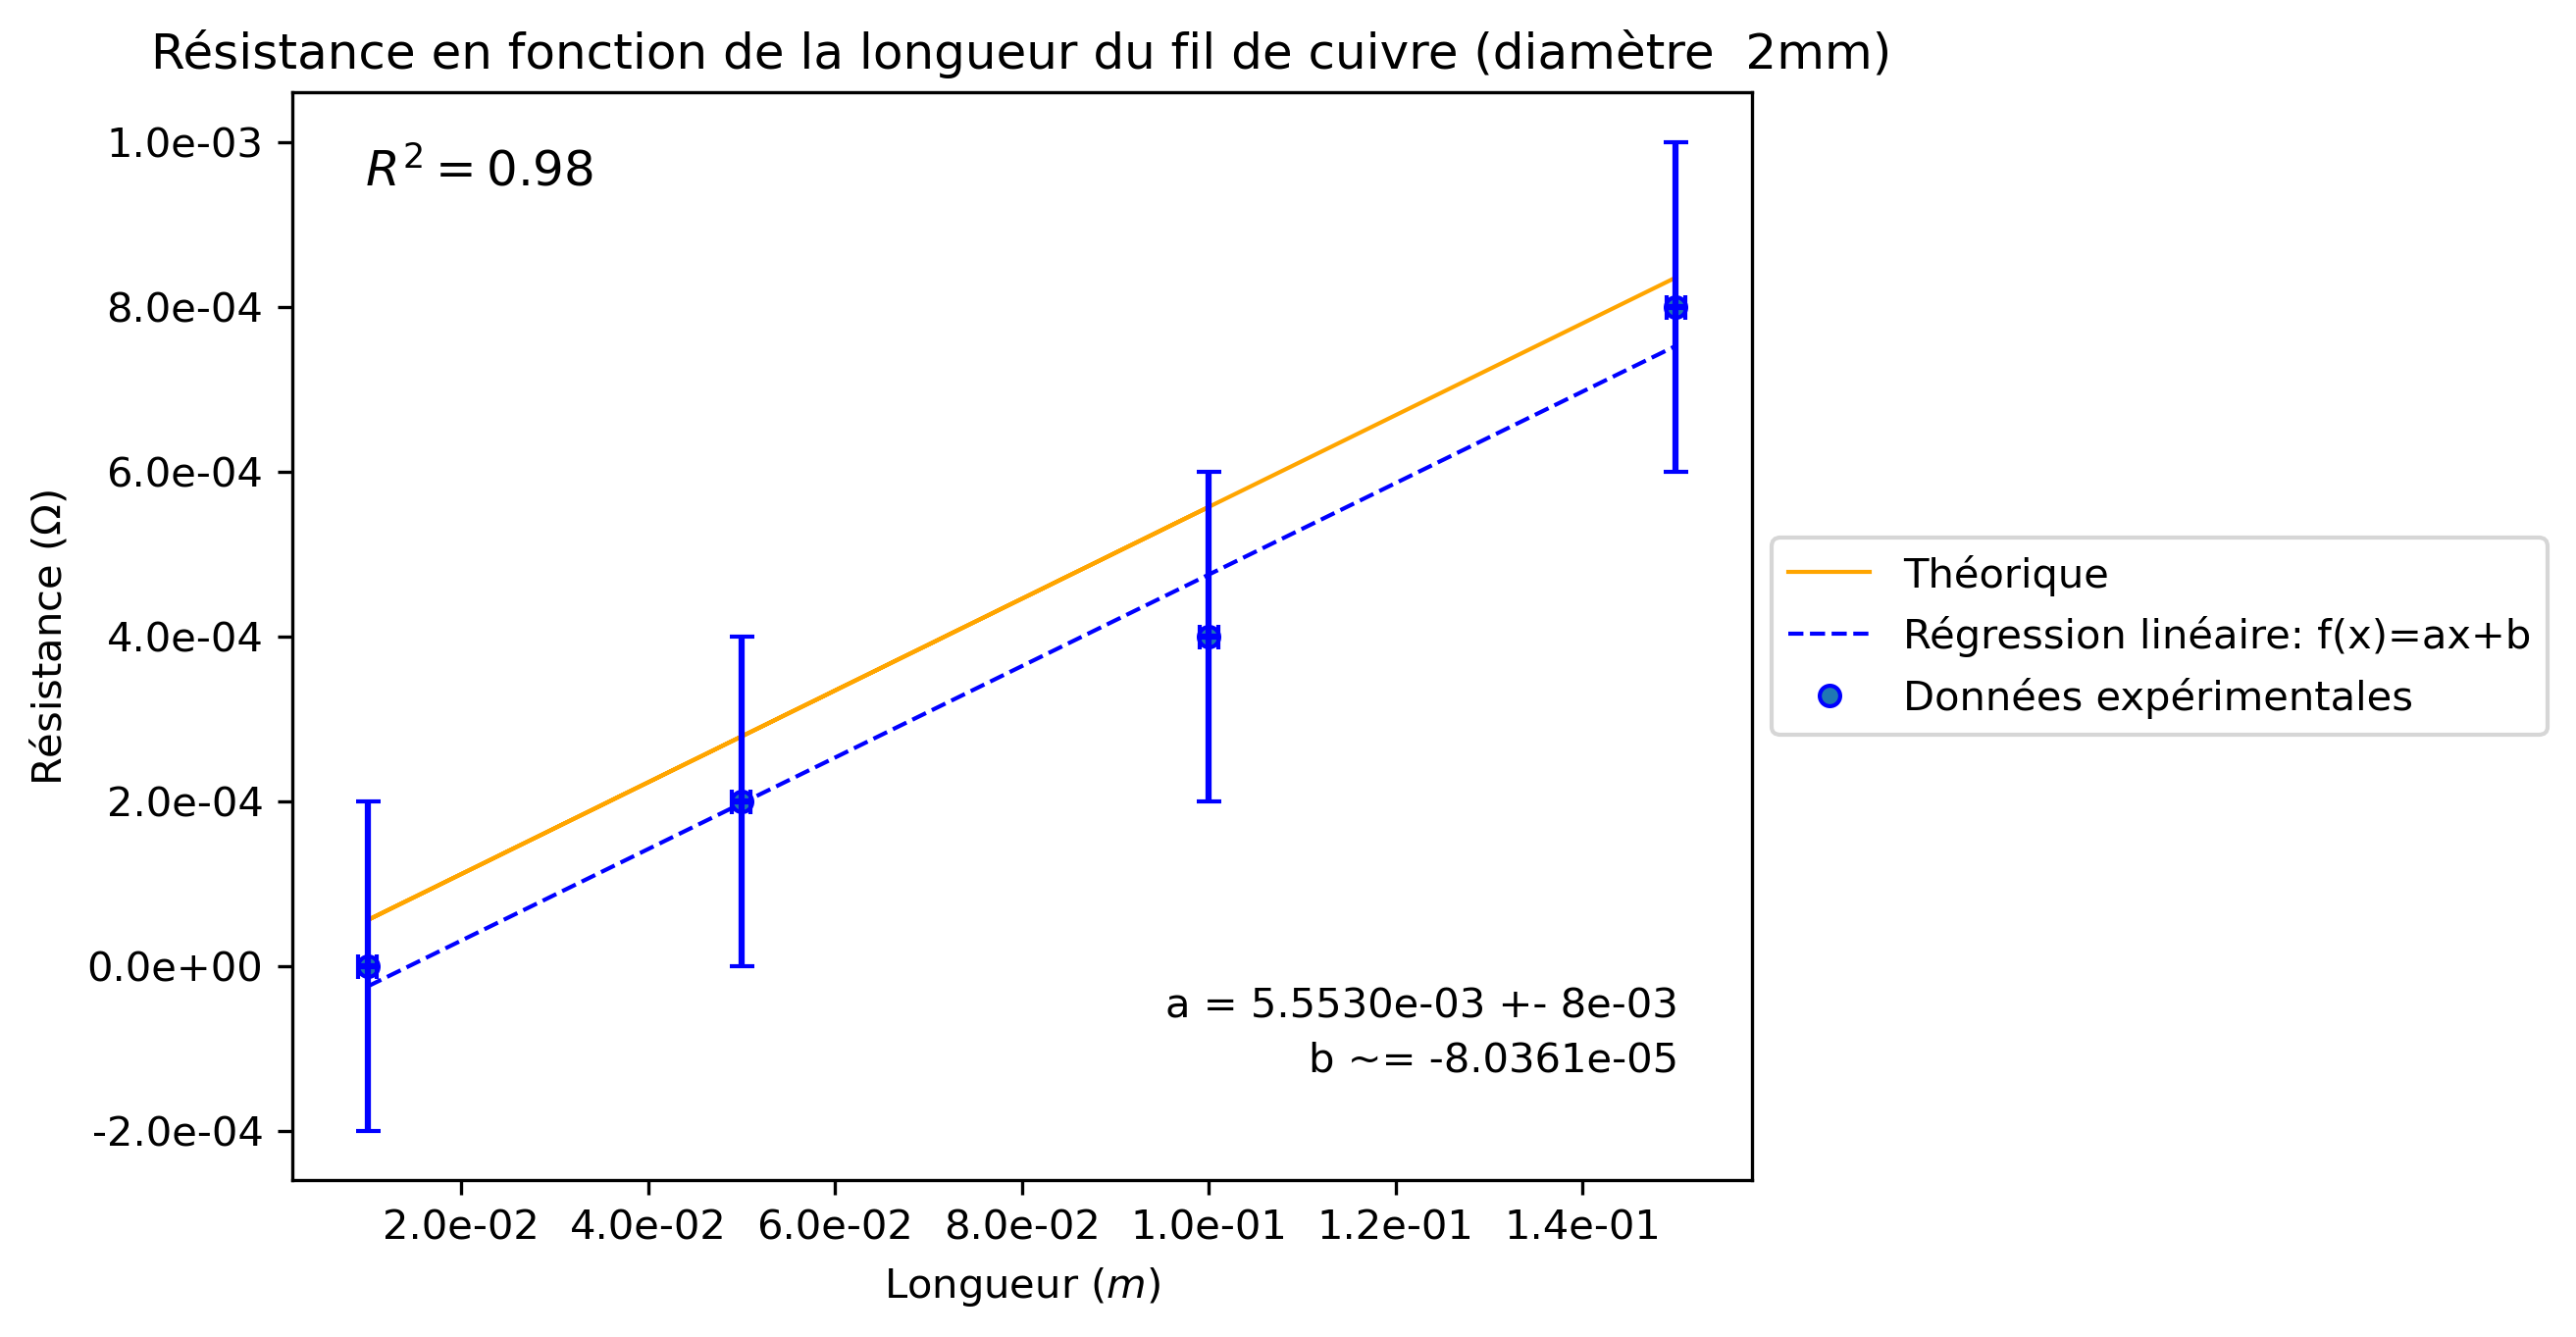 Résistance en fonction de la longueur du fil de cuivre (diamètre  2mm)
1.0e-03
R² = 0.98
8.0e-04
6.0e-04
4.0e-04
2.0e-04
0.0e+00
-2.0e-04
Résistance (Ω)
Théorique
Régression linéaire: f(x)=ax+b
Données expérimentales
a = 5.5530e-03 +- 8e-03
b ~= -8.0361e-05
2.0e-02 4.0e-02 6.0e-02 8.0e-02 1.0e-01 1.2e-01 1.4e-01
Longueur (m)